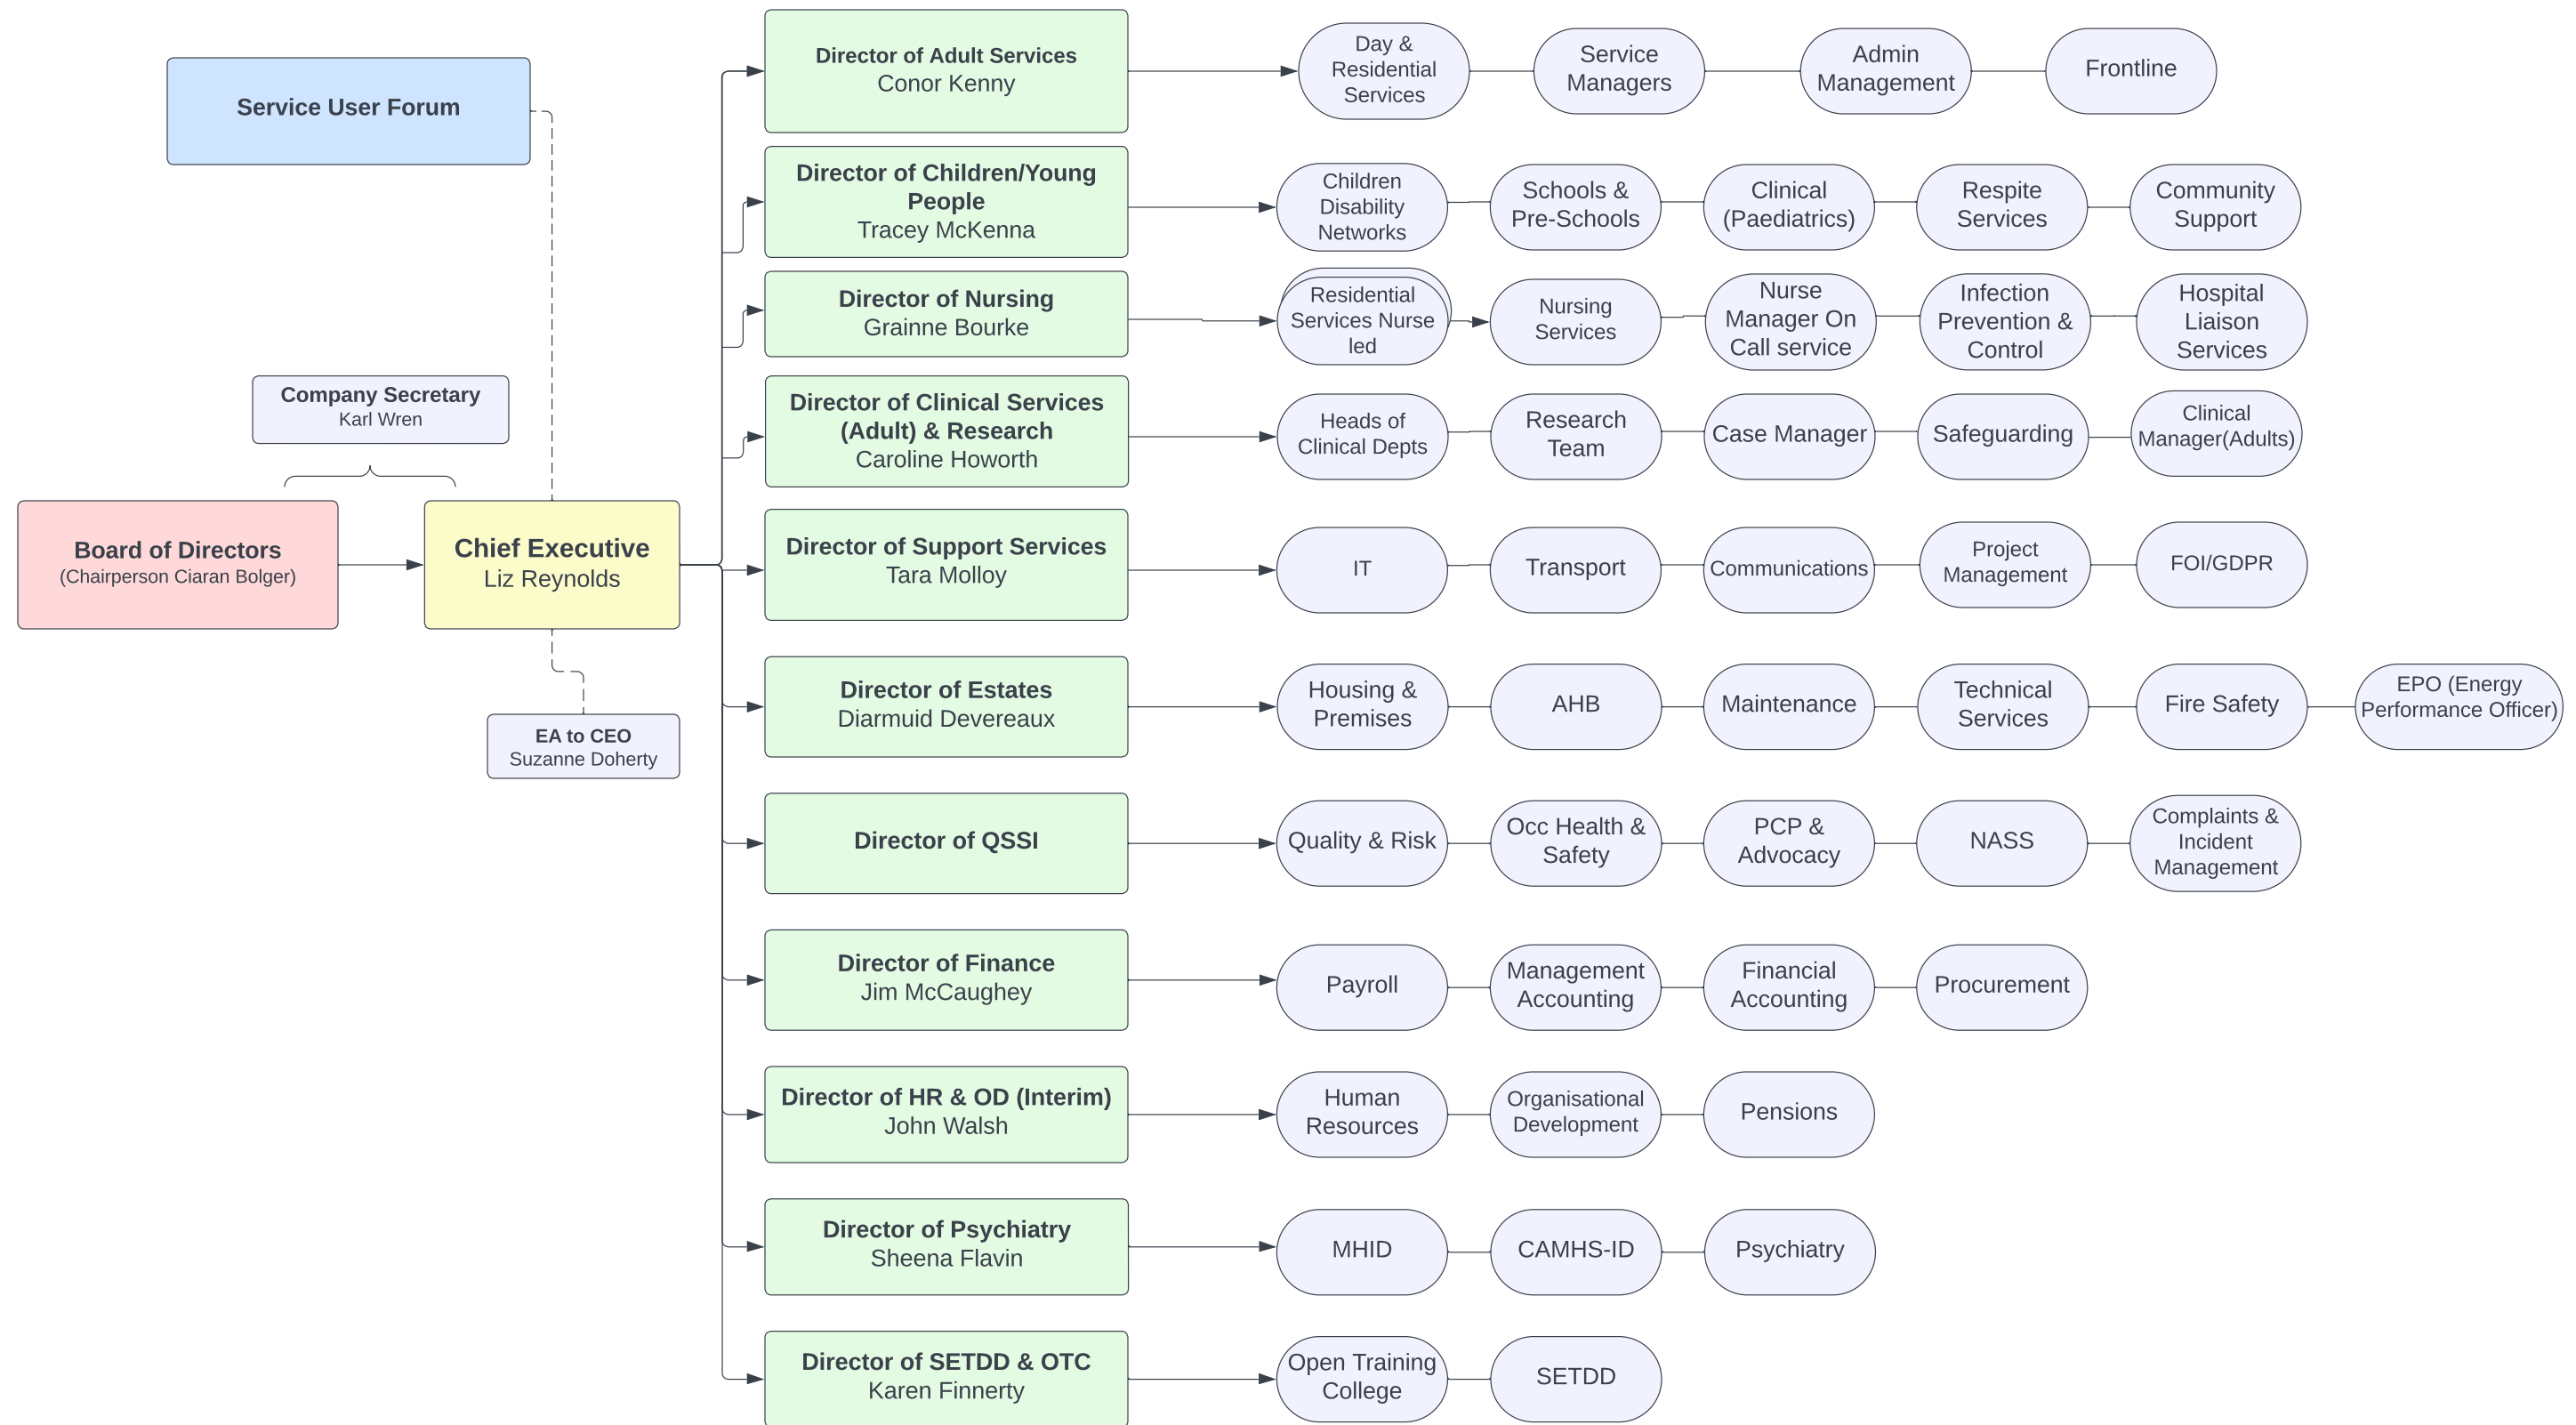 Service User Forum
Company Secretary
Karl Wren
Board of Directors
(Chairperson Ciaran Bolger)
Chief Executive
Liz Reynolds
EA to CEO
Suzanne Doherty
Director of Adult Services
Conor Kenny
Day &
Residential
Services
Service
Managers
Admin
Management
Frontline
Director of Children/Young
People
Tracey McKenna
Children
Disability
Networks
Schools &
Pre-Schools
Clinical
(Paediatrics)
Respite
Services
Community
Support
Director of Nursing
Grainne Bourke
Residential
Services Nurse
led
Nursing
Services
Nurse
Manager On
Call service
Infection
Prevention &
Control
Hospital
Liaison
Services
Director of Clinical Services
(Adult) & Research
Caroline Howorth
Heads of
Clinical Depts
Research
Team
Case Manager
Safeguarding
Clinical
Manager(Adults)
Director of Support Services
Tara Molloy
IT
Transport
Communications
Project
Management
FOI/GDPR
Director of Estates
Diarmuid Devereaux
Housing &
Premises
AHB
Maintenance
Technical
Services
Fire Safety
EPO (Energy
Performance Officer)
Director of QSSI
Quality & Risk
Occ Health &
Safety
PCP &
Advocacy
NASS
Complaints &
Incident
Management
Director of Finance
Jim McCaughey
Payroll
Management
Accounting
Financial
Accounting
Procurement
Director of HR & OD (Interim)
John Walsh
Human
Resources
Organisational
Development
Pensions
Director of Psychiatry
Sheena Flavin
MHID
CAMHS-ID
Psychiatry
Director of SETDD & OTC
Karen Finnerty
Open Training
College
SETDD